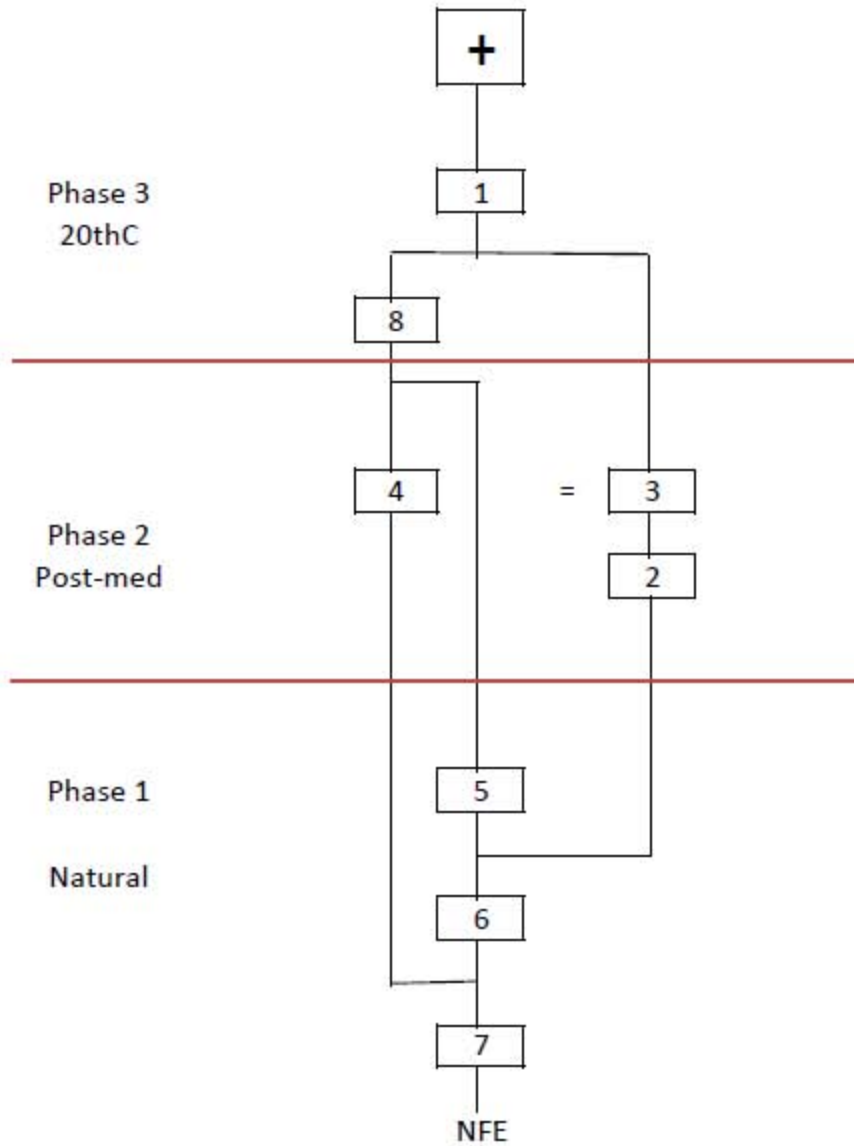 +
1
Phase 3
20thC
8
4
=
3
Phase 2
Post-med
2
Phase 1
5
Natural
6
7
NFE